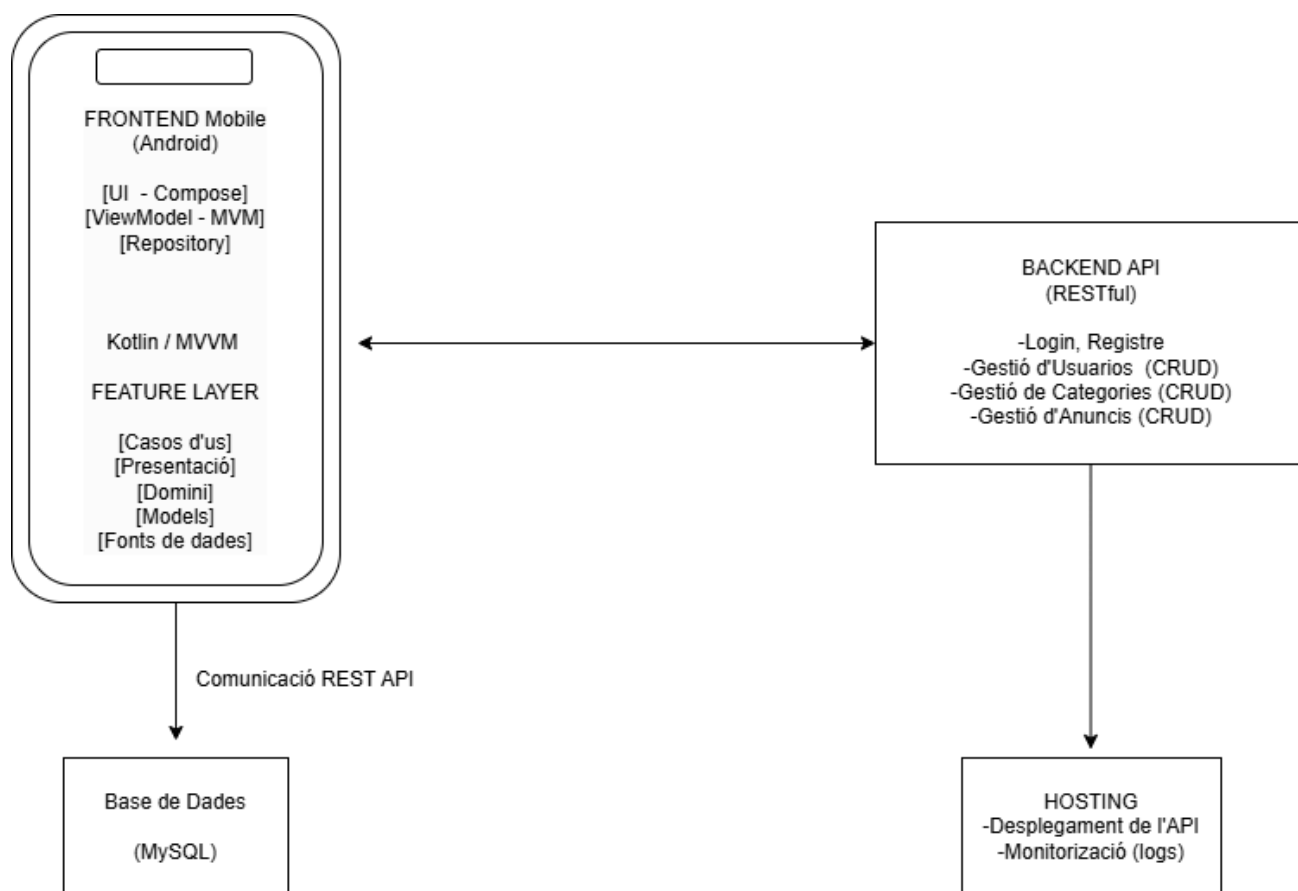 FRONTEND Mobile
(Android)
[UI - Compose]
[ViewModel - MVM]
[Repository]
Kotlin / MVVM
FEATURE LAYER
[Casos d'us]
[Presentació]
[Domini]
[Models]
[Fonts de dades]
BACKEND API
(RESTful)
-Login, Registre
-Gestió d'Usuarios (CRUD)
-Gestió de Categories (CRUD)
-Gestió d'Anuncis (CRUD)
Comunicació REST API
Base de Dades
(MySQL)
HOSTING
-Desplegament de l'API
-Monitorizació (logs)